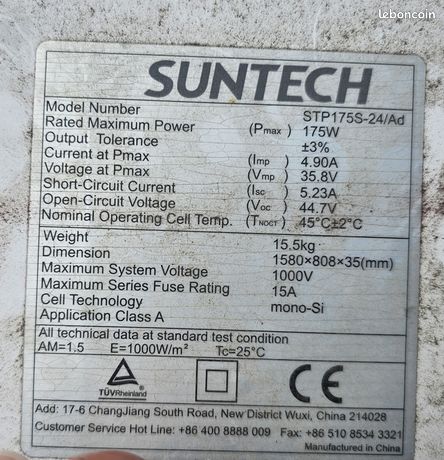 leboncoin
SUNTECH
Model Number STP175S-24/Ad
Rated Maximum Power (Pmax) 175W
Output Tolerance ±3%
Current at Pmax (Imp) 4.90A
Voltage at Pmax (Vmp) 35.8V
Short-Circuit Current (Isc) 5.23A
Open-Circuit Voltage (Voc) 44.7V
Nominal Operating Cell Temp. (TNOCT) 45°C±2°C
Weight 15.5kg
Dimension 1580×808×35(mm)
Maximum System Voltage 1000V
Maximum Series Fuse Rating 15A
Cell Technology mono-Si
Application Class A
All technical data at standard test condition
AM=1.5 E=1000W/m² Tc=25°C
TÜVRheinland CE
Add: 17-6 ChangJiang South Road, New District Wuxi, China 214028
Customer Service Hot Line: +86 400 8888 009 Fax: +86 510 8534 3321
Manufactured in China